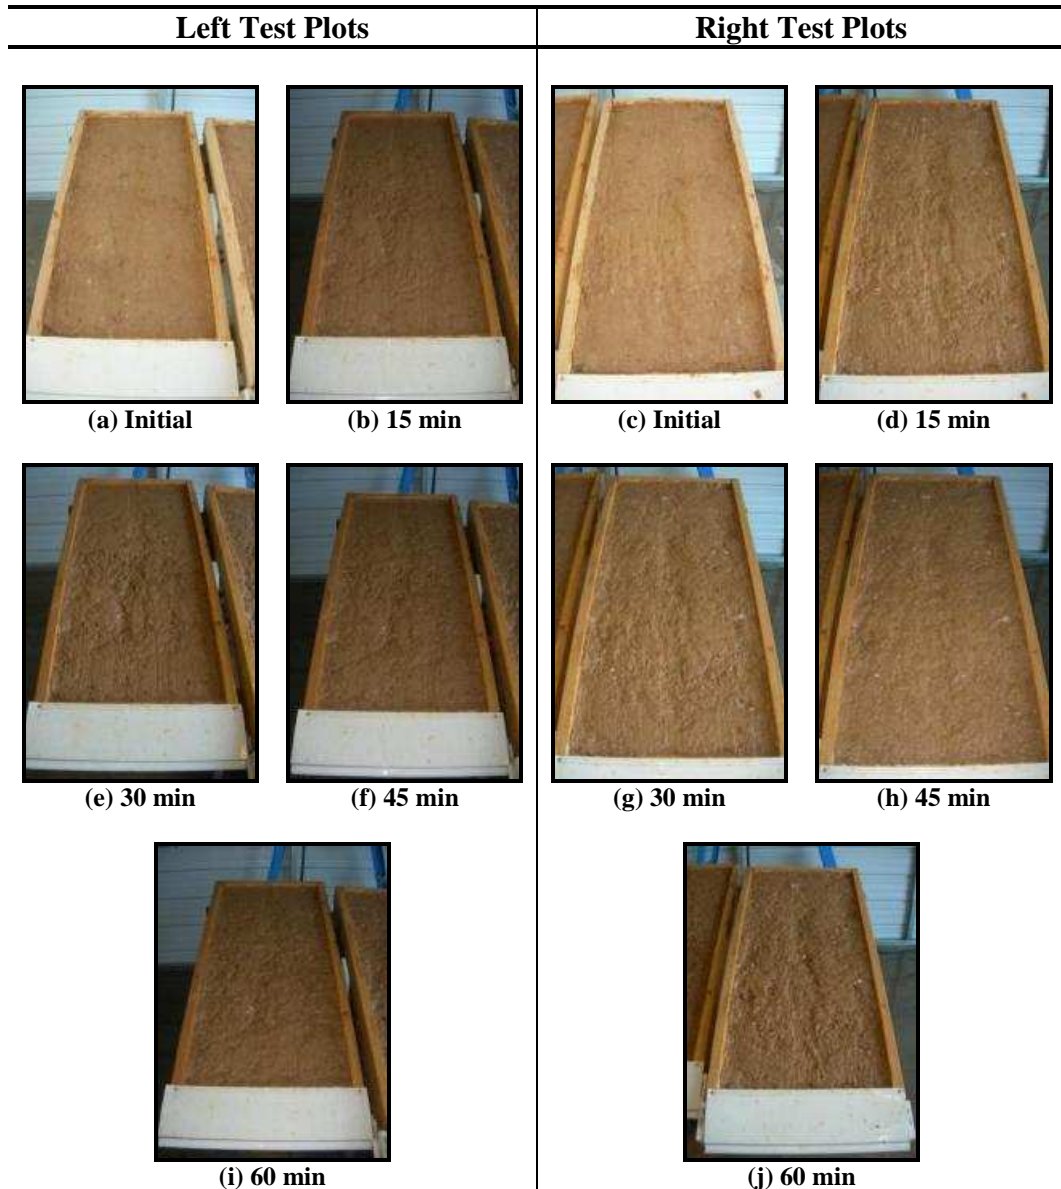 Left Test Plots
Right Test Plots
(a) Initial
(b) 15 min
(c) Initial
(d) 15 min
(e) 30 min
(f) 45 min
(g) 30 min
(h) 45 min
(i) 60 min
(j) 60 min